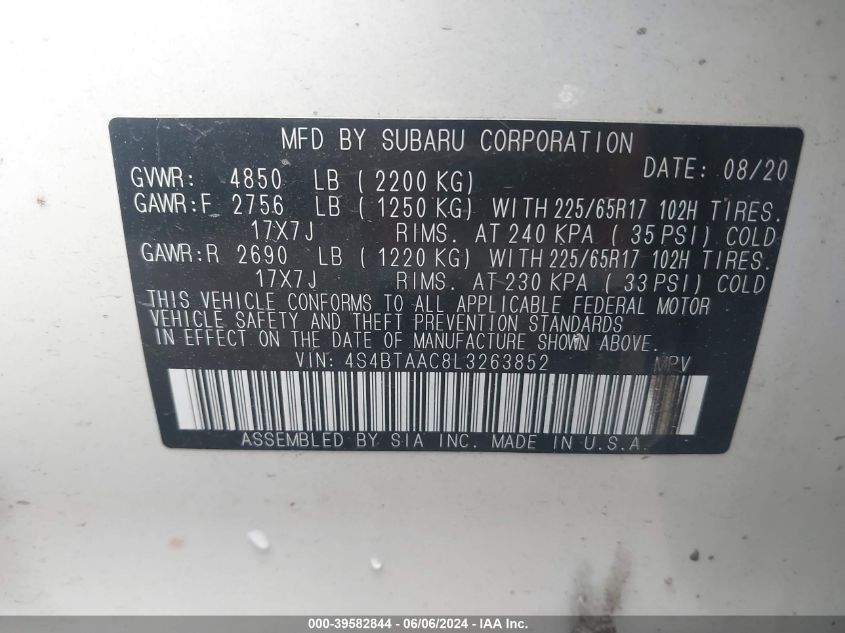 MFD BY SUBARU CORPORATION
DATE: 08/20
GVWR: 4850 LB ( 2200 KG)
GAWR:F 2756 LB ( 1250 KG) WITH 225/65R17 102H TIRES.
17X7J RIMS. AT 240 KPA ( 35 PSI) COLD
GAWR:R 2690 LB ( 1220 KG) WITH 225/65R17 102H TIRES.
17X7J RIMS. AT 230 KPA ( 33 PSI) COLD
THIS VEHICLE CONFORMS TO ALL APPLICABLE FEDERAL MOTOR
VEHICLE SAFETY AND THEFT PREVENTION STANDARDS
IN EFFECT ON THE DATE OF MANUFACTURE SHOWN ABOVE.
VIN: 4S4BTAAC8L3263852 MPV
ASSEMBLED BY SIA INC. MADE IN U.S.A.
000-39582844 - 06/06/2024 - IAA Inc.